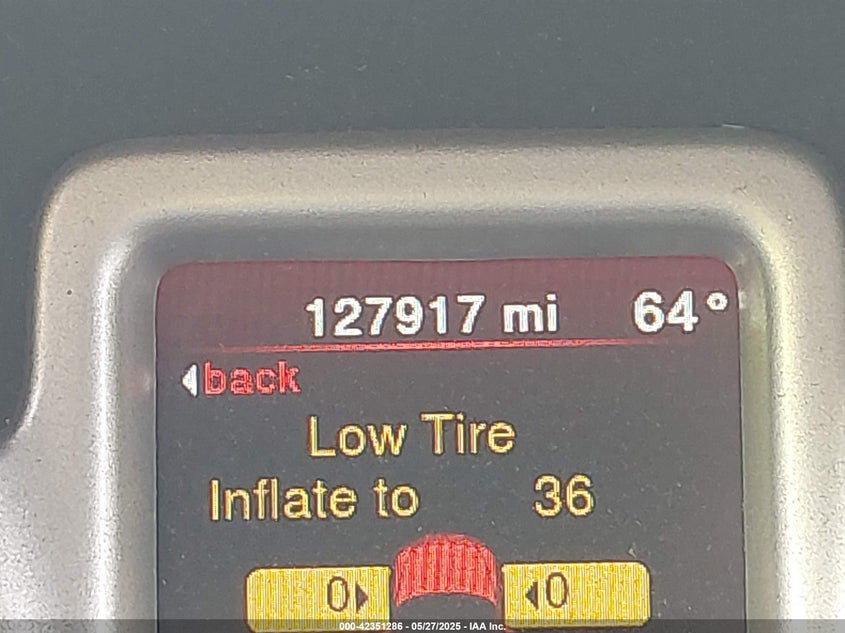 127917 mi 64°
back
Low Tire
Inflate to 36
0 0
000-42351286 - 05/27/2025 - IAA Inc.